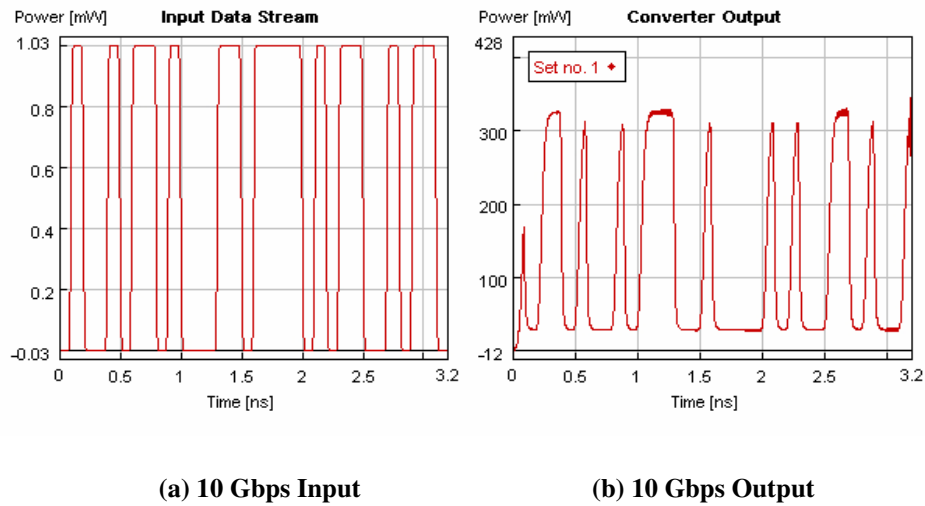 Power [mW] Input Data Stream
1.03
0.8
0.6
0.4
0.2
-0.03
0 0.5 1 1.5 2 2.5 3.2
Time [ns]
Power [mW] Converter Output
428
Set no. 1
300
200
100
-12
0 0.5 1 1.5 2 2.5 3.2
Time [ns]
(a) 10 Gbps Input
(b) 10 Gbps Output